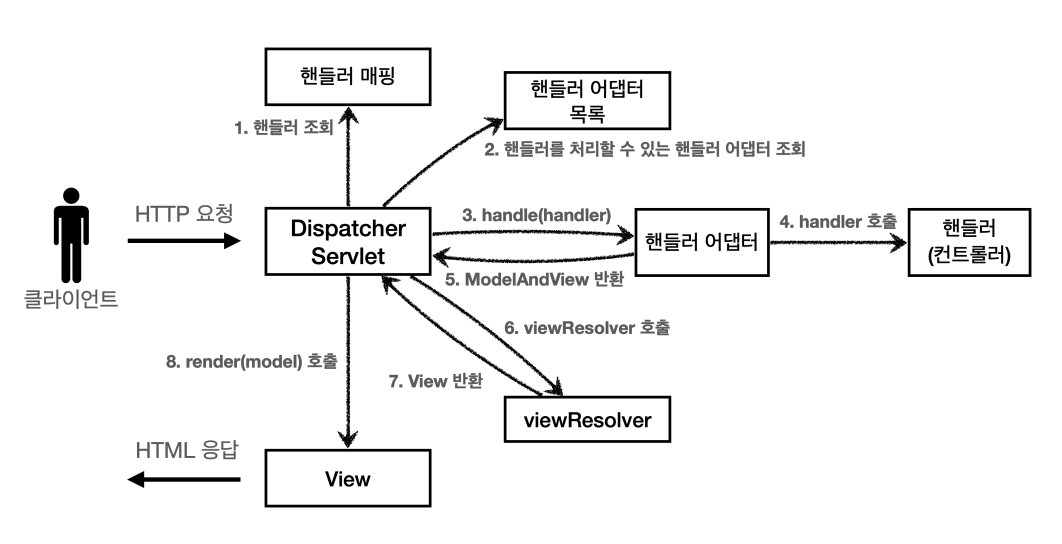 핸들러 매핑
핸들러 어댑터
목록
1. 핸들러 조회
2. 핸들러를 처리할 수 있는 핸들러 어댑터 조회
HTTP 요청
Dispatcher
Servlet
3. handle(handler)
핸들러 어댑터
4. handler 호출
핸들러
(컨트롤러)
5. ModelAndView 반환
클라이언트
6. viewResolver 호출
8. render(model) 호출
7. View 반환
viewResolver
HTML 응답
View